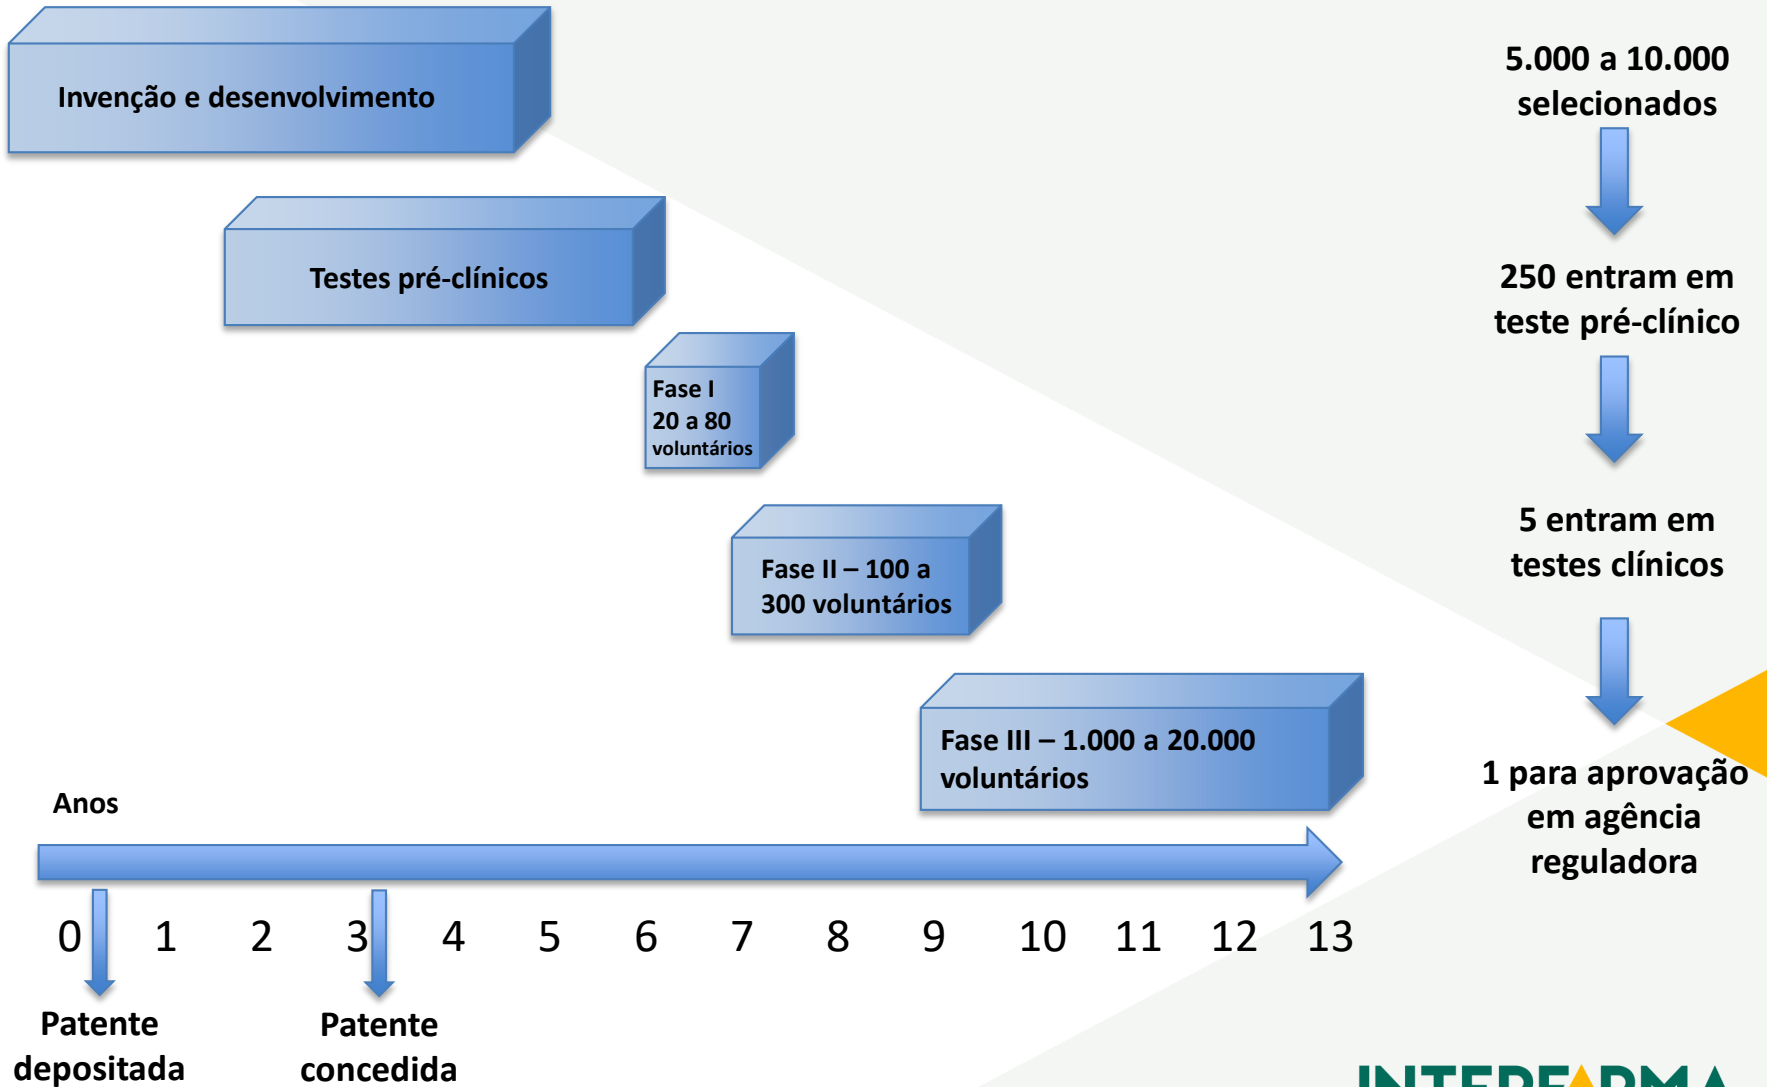 Invenção e desenvolvimento
Testes pré-clínicos
Fase I
20 a 80
voluntários
Fase II – 100 a
300 voluntários
Fase III – 1.000 a 20.000
voluntários
Anos
0 1 2 3 4 5 6 7 8 9 10 11 12 13
Patente
depositada
Patente
concedida
5.000 a 10.000
selecionados
250 entram em
teste pré-clínico
5 entram em
testes clínicos
1 para aprovação
em agência
reguladora
INTERFARMA